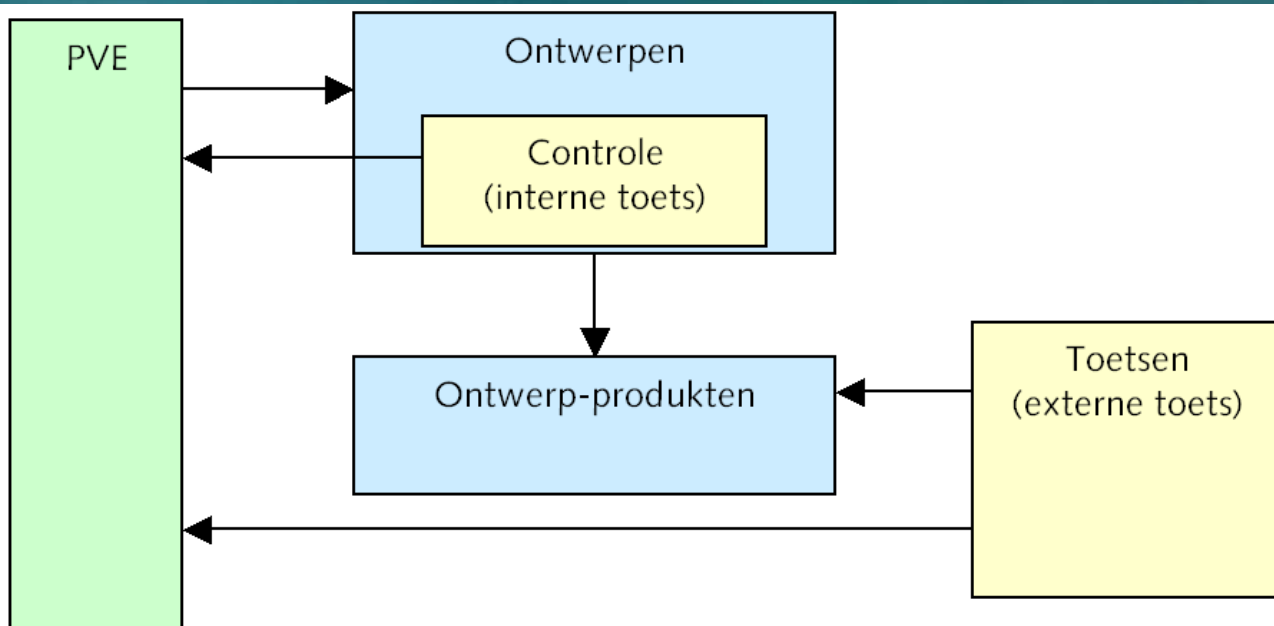 PVE
Ontwerpen
Controle
(interne toets)
Ontwerp-produkten
Toetsen
(externe toets)